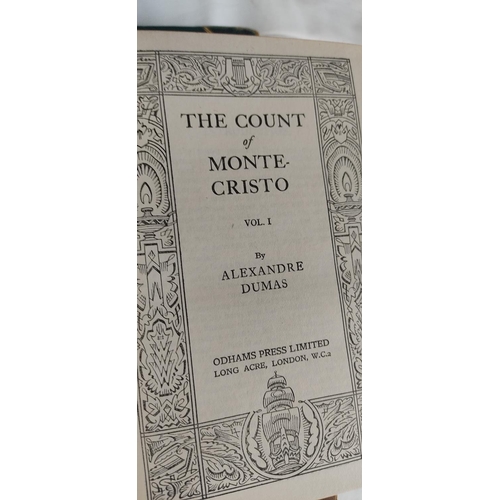 THE COUNT
of
MONTE-
CRISTO
VOL. I
By
ALEXANDRE
DUMAS
ODHAMS PRESS LIMITED
LONG ACRE, LONDON, W.C.2